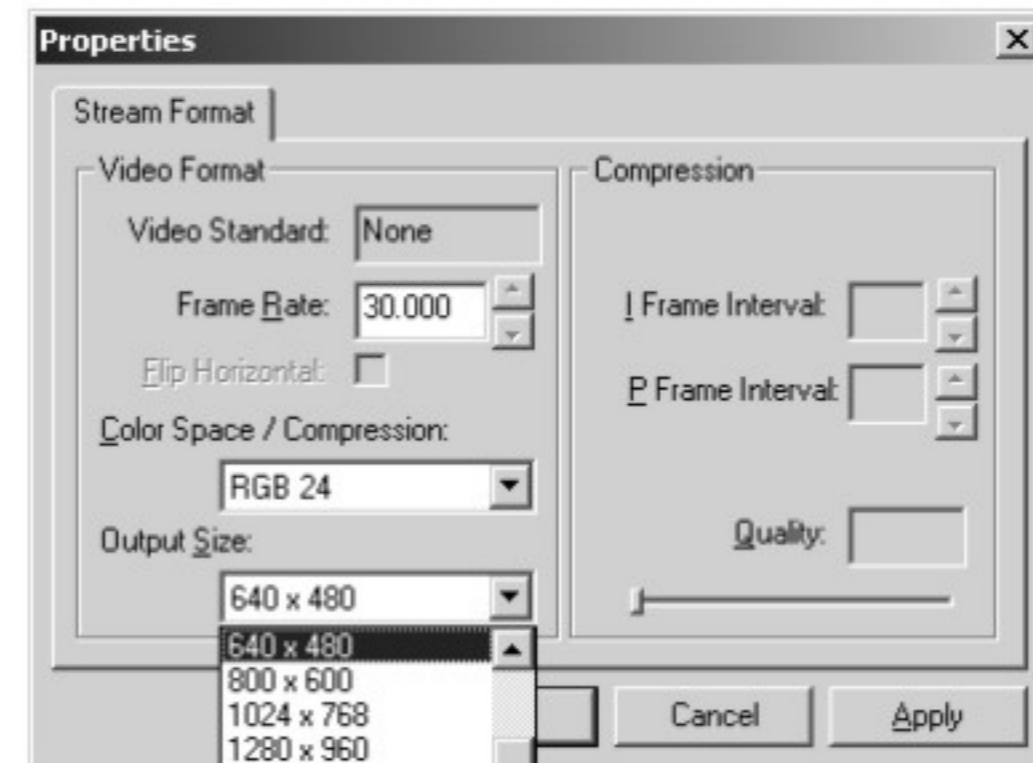 Properties
Stream Format
Video Format
Video Standard: None
Frame Rate: 30.000
Flip Horizontal:
Color Space / Compression:
RGB 24
Output Size:
640 x 480
640 x 480
800 x 600
1024 x 768
1280 x 960
Compression
I Frame Interval:
P Frame Interval:
Quality:
Cancel
Apply